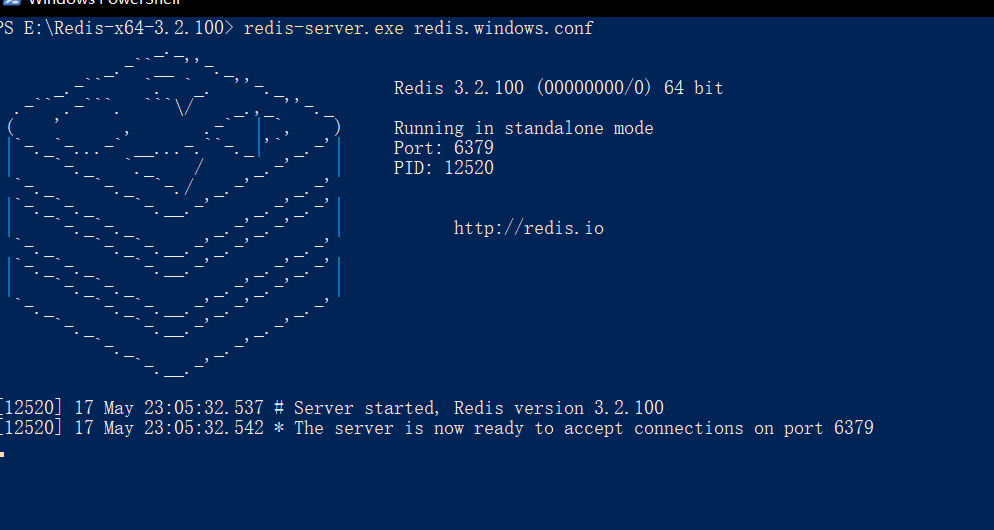 Windows PowerShell
PS E:\Redis-x64-3.2.100> redis-server.exe redis.windows.conf
Redis 3.2.100 (00000000/0) 64 bit
Running in standalone mode
Port: 6379
PID: 12520
http://redis.io
[12520] 17 May 23:05:32.537 # Server started, Redis version 3.2.100
[12520] 17 May 23:05:32.542 * The server is now ready to accept connections on port 6379